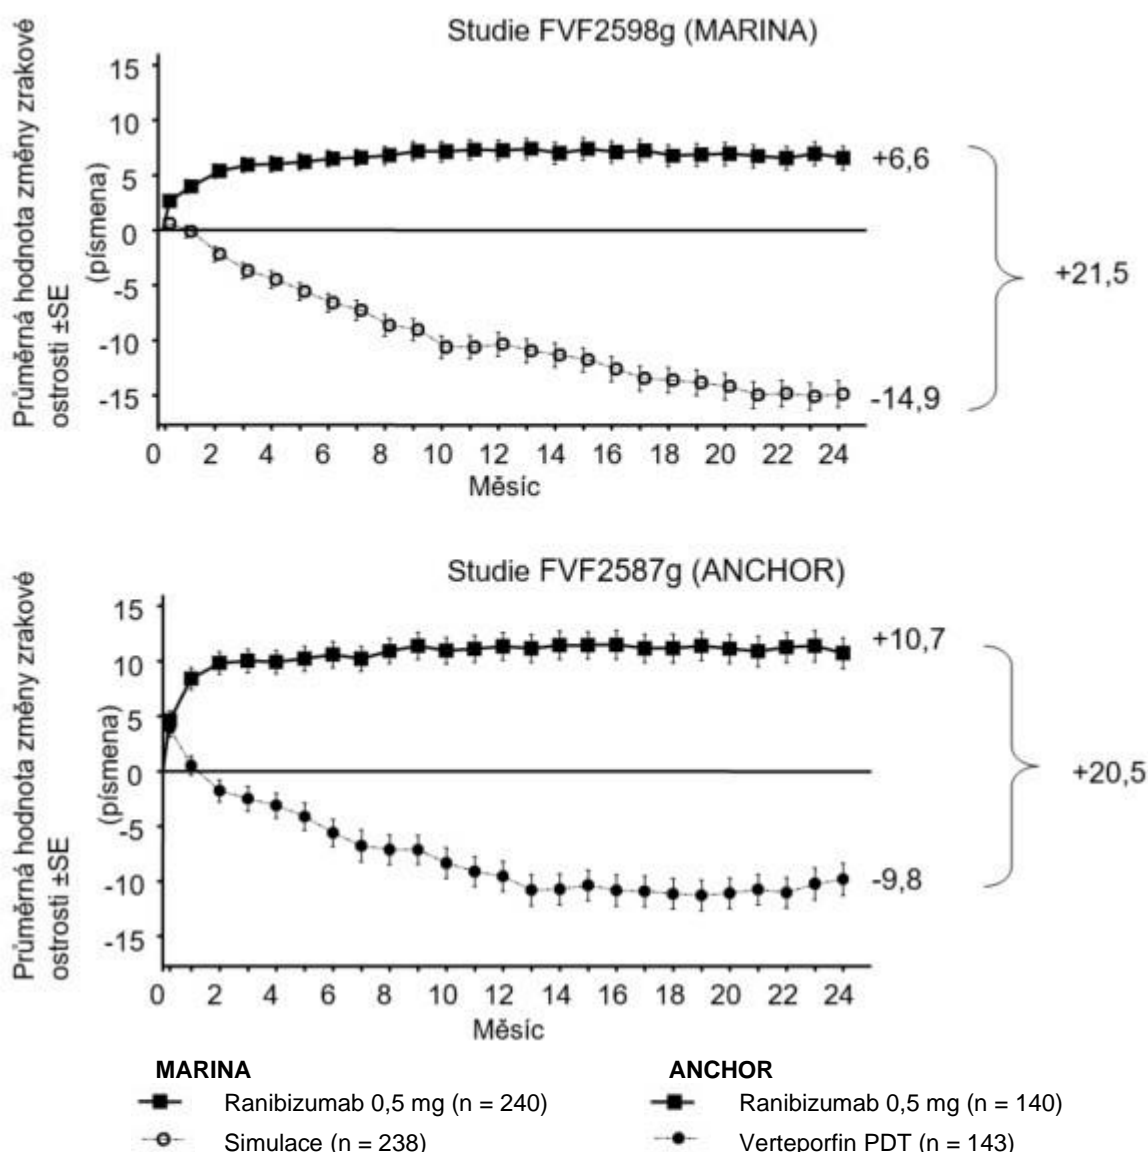 Studie FVF2598g (MARINA)
Průměrná hodnota změny zrakové
ostrosti ±SE
(písmena)
15
10
5
0
-5
-10
-15
+6,6
-14,9
+21,5
0 2 4 6 8 10 12 14 16 18 20 22 24
Měsíc
Studie FVF2587g (ANCHOR)
Průměrná hodnota změny zrakové
ostrosti ±SE
(písmena)
15
10
5
0
-5
-10
-15
+10,7
-9,8
+20,5
0 2 4 6 8 10 12 14 16 18 20 22 24
Měsíc
MARINA
Ranibizumab 0,5 mg (n = 240)
Simulace (n = 238)
ANCHOR
Ranibizumab 0,5 mg (n = 140)
Verteporfin PDT (n = 143)